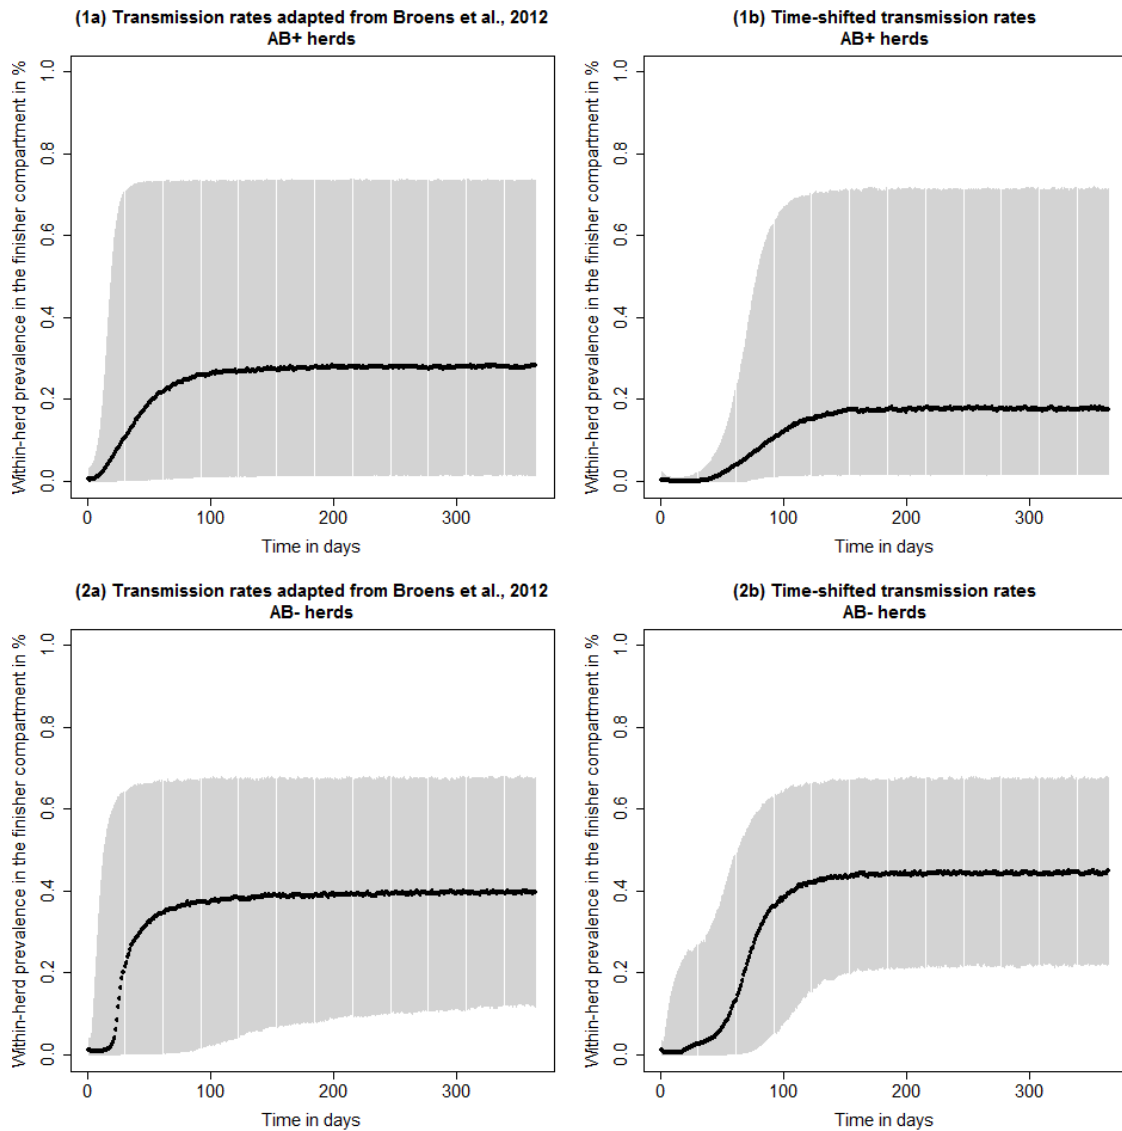 (1a) Transmission rates adapted from Broens et al., 2012
AB+ herds
Within-herd prevalence in the finisher compartment in %
1.0
0.8
0.6
0.4
0.2
0.0
0 100 200 300
Time in days
(1b) Time-shifted transmission rates
AB+ herds
Within-herd prevalence in the finisher compartment in %
1.0
0.8
0.6
0.4
0.2
0.0
0 100 200 300
Time in days
(2a) Transmission rates adapted from Broens et al., 2012
AB- herds
Within-herd prevalence in the finisher compartment in %
1.0
0.8
0.6
0.4
0.2
0.0
0 100 200 300
Time in days
(2b) Time-shifted transmission rates
AB- herds
Within-herd prevalence in the finisher compartment in %
1.0
0.8
0.6
0.4
0.2
0.0
0 100 200 300
Time in days